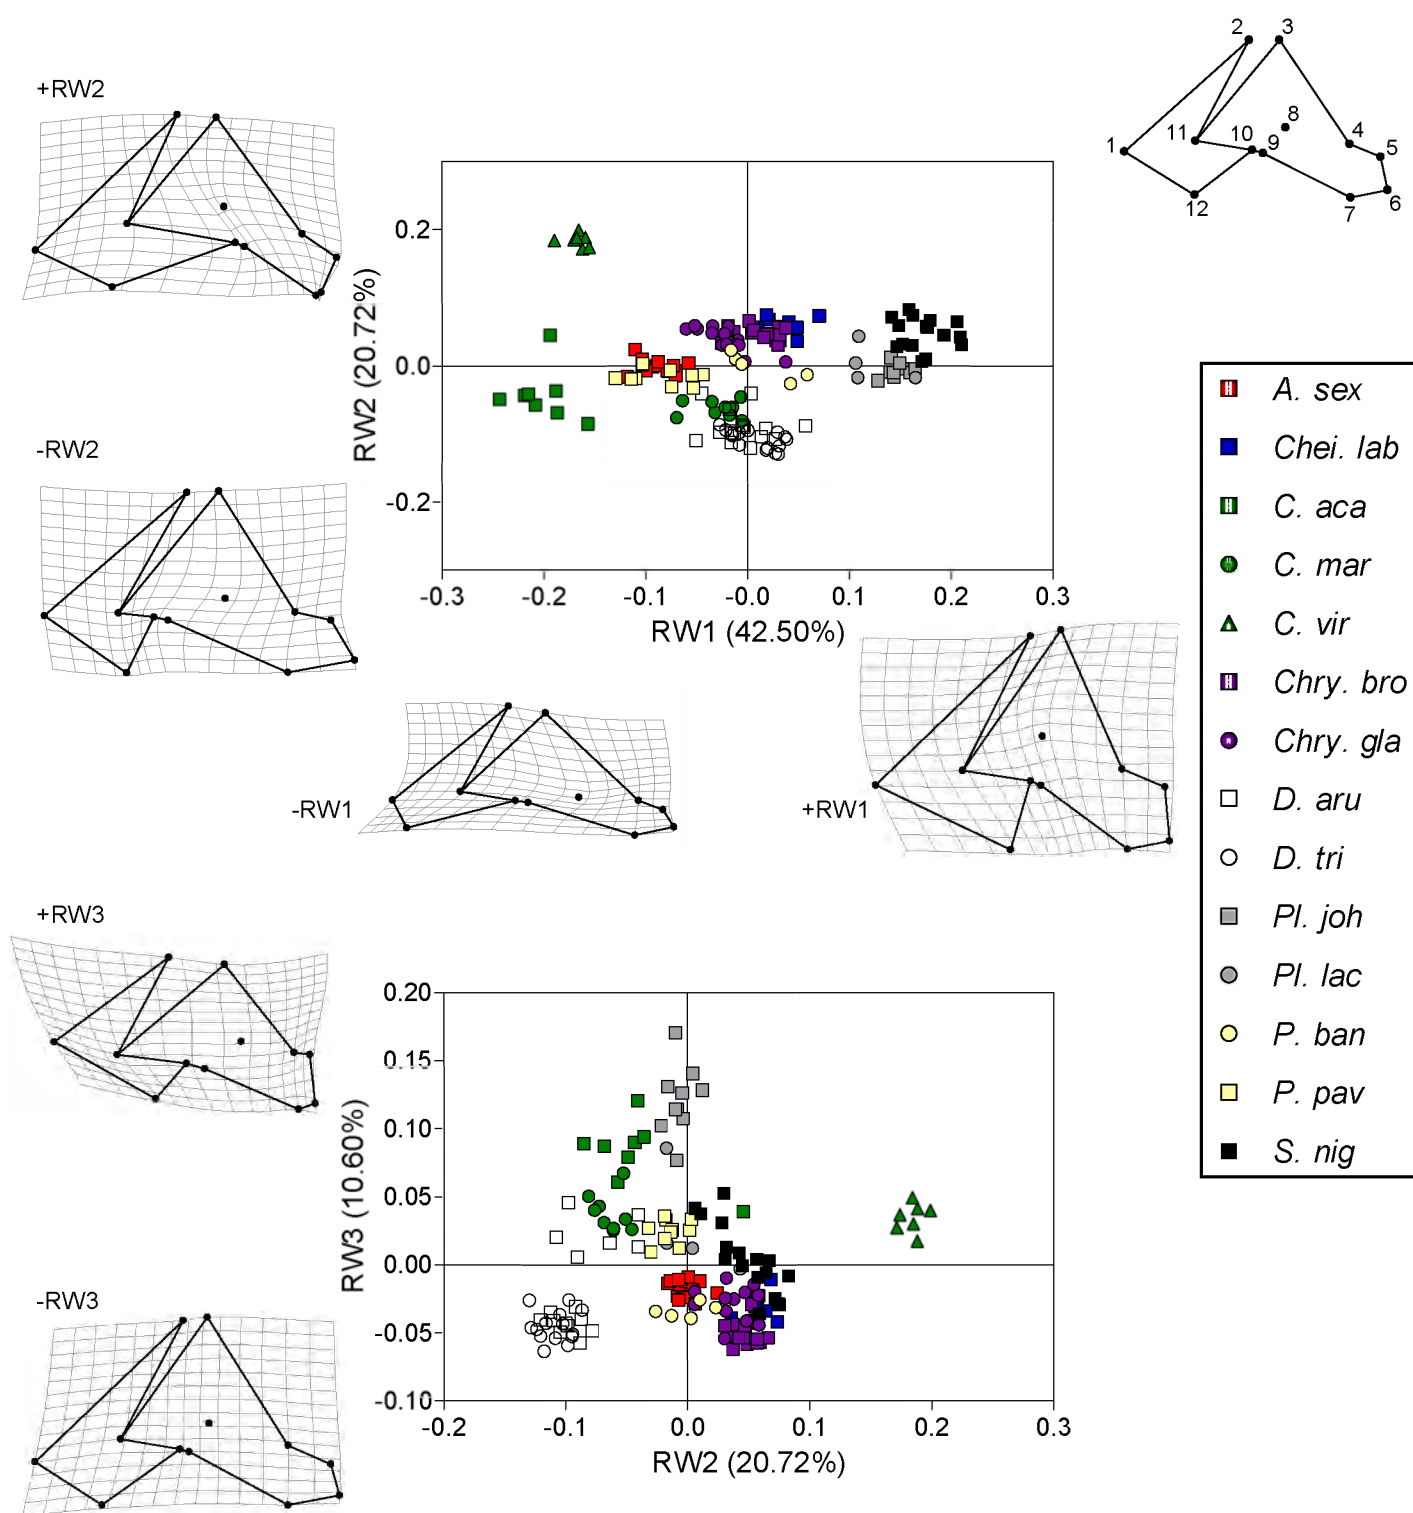 2 3
+RW2
11 10 9 8 4 5
1
12 7 6
0.2
0.0
-0.2
RW2 (20.72%)
-RW2
-0.3 -0.2 -0.1 -0.0 0.1 0.2 0.3
RW1 (42.50%)
-RW1
+RW1
A. sex
Chei. lab
C. aca
C. mar
C. vir
Chry. bro
Chry. gla
D. aru
D. tri
Pl. joh
Pl. lac
P. ban
P. pav
S. nig
+RW3
0.20
0.15
0.10
0.05
0.00
-0.05
-0.10
RW3 (10.60%)
-RW3
-0.2 -0.1 0.0 0.1 0.2 0.3
RW2 (20.72%)